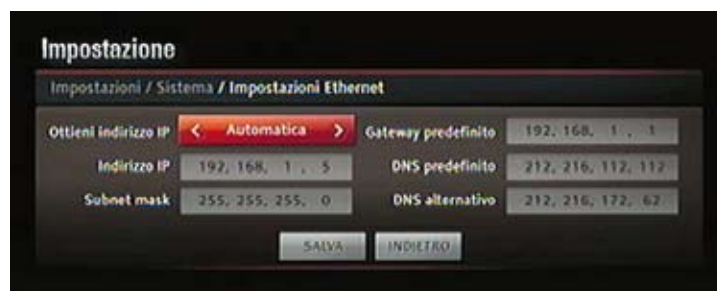 Impostazione
Impostazioni / Sistema / Impostazioni Ethernet
Ottieni indirizzo IP < Automatica > Gateway predefinito 192. 168. 1 . 1
Indirizzo IP 192. 168. 1 . 5 DNS predefinito 212. 216. 112. 112
Subnet mask 255. 255. 255. 0 DNS alternativo 212. 216. 172. 62
SALVA INDIETRO